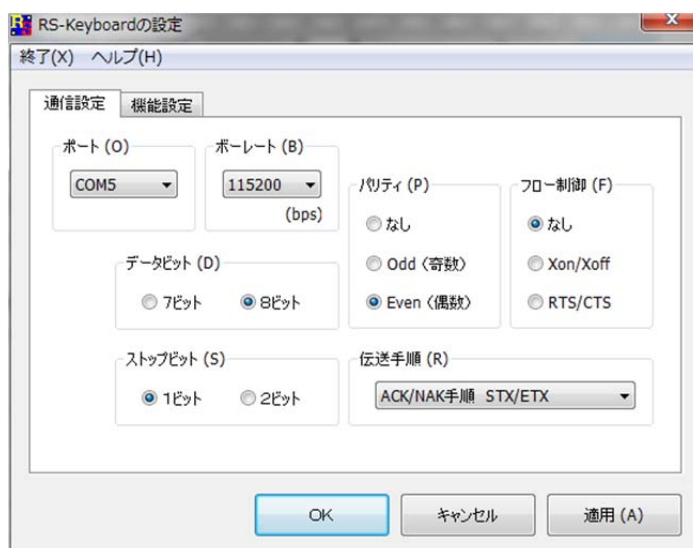 RS-Keyboardの設定
終了(X) ヘルプ(H)
通信設定 機能設定
ポート (O)
COM5
ボーレート (B)
115200
(bps)
パリティ (P)
なし
Odd (奇数)
Even (偶数)
フロー制御 (F)
なし
Xon/Xoff
RTS/CTS
データビット (D)
7ビット 8ビット
ストップビット (S)
1ビット 2ビット
伝送手順 (R)
ACK/NAK手順 STX/ETX
OK キャンセル 適用 (A)